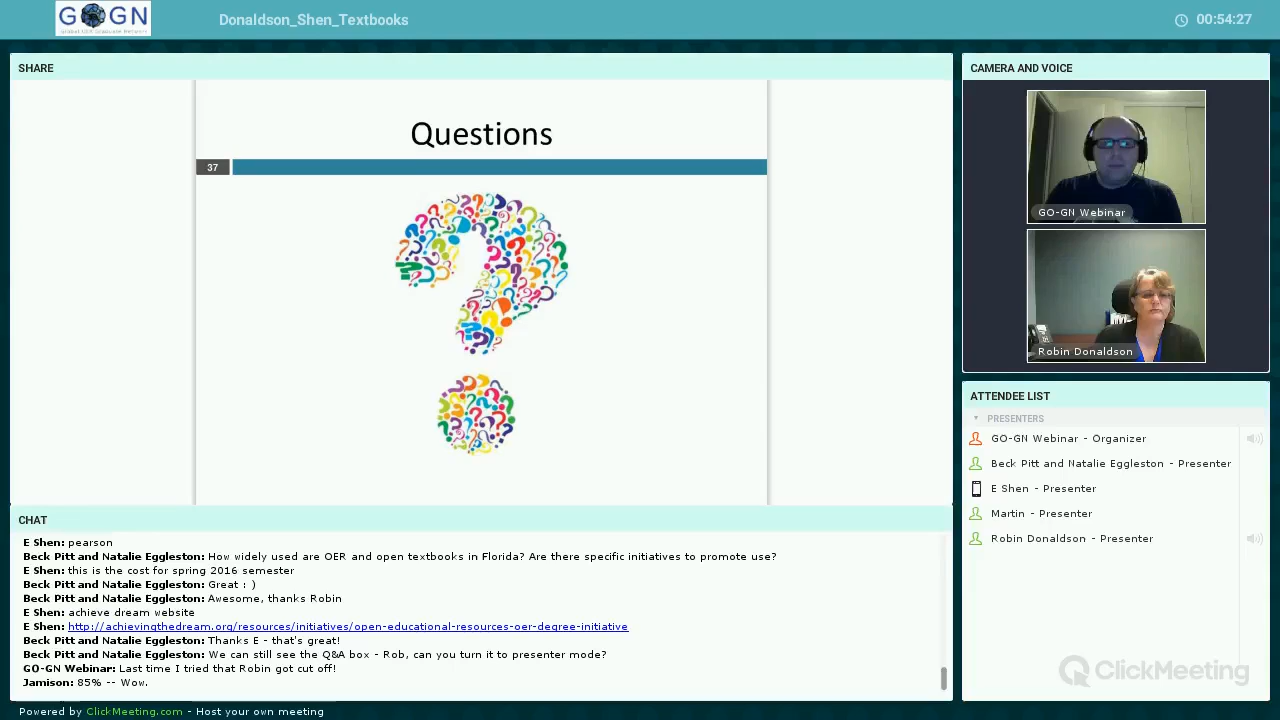 GOGN
Global OER Graduate Network
Donaldson_Shen_Textbooks
00:54:27
SHARE
Questions
37
CHAT
E Shen: pearson
Beck Pitt and Natalie Eggleston: How widely used are OER and open textbooks in Florida? Are there specific initiatives to promote use?
E Shen: this is the cost for spring 2016 semester
Beck Pitt and Natalie Eggleston: Great : )
Beck Pitt and Natalie Eggleston: Awesome, thanks Robin
E Shen: achieve dream website
E Shen: http://achievingthedream.org/resources/initiatives/open-educational-resources-oer-degree-initiative
Beck Pitt and Natalie Eggleston: Thanks E - that's great!
Beck Pitt and Natalie Eggleston: We can still see the Q&A box - Rob, can you turn it to presenter mode?
GO-GN Webinar: Last time I tried that Robin got cut off!
Jamison: 85% -- Wow.
CAMERA AND VOICE
GO-GN Webinar
Robin Donaldson
ATTENDEE LIST
PRESENTERS
GO-GN Webinar - Organizer
Beck Pitt and Natalie Eggleston - Presenter
E Shen - Presenter
Martin - Presenter
Robin Donaldson - Presenter
ClickMeeting
Powered by ClickMeeting.com - Host your own meeting